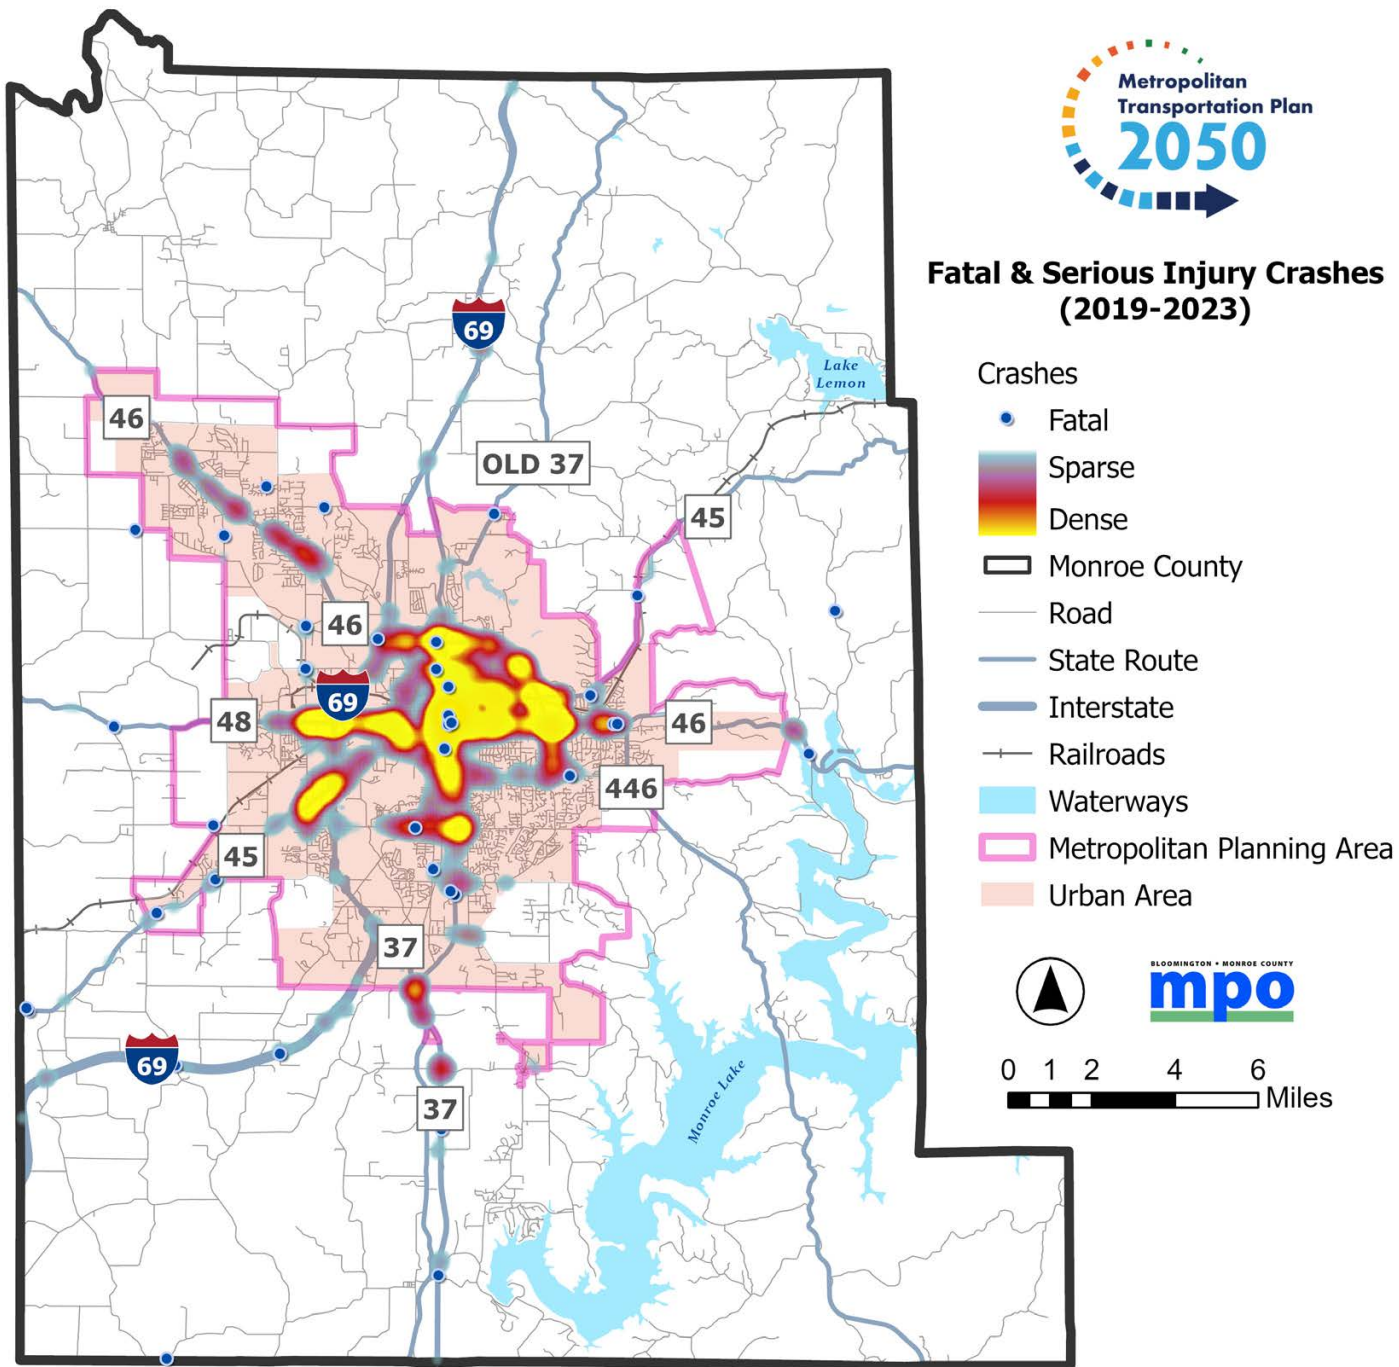 Metropolitan
Transportation Plan
2050
Fatal & Serious Injury Crashes
(2019-2023)
Crashes
Fatal
Sparse
Dense
Monroe County
Road
State Route
Interstate
Railroads
Waterways
Metropolitan Planning Area
Urban Area
BLOOMINGTON • MONROE COUNTY
mpo
0 1 2 4 6
Miles
69
Lake
Lemon
46
OLD 37
45
46
69
48
46
446
45
37
69
37
Monroe Lake